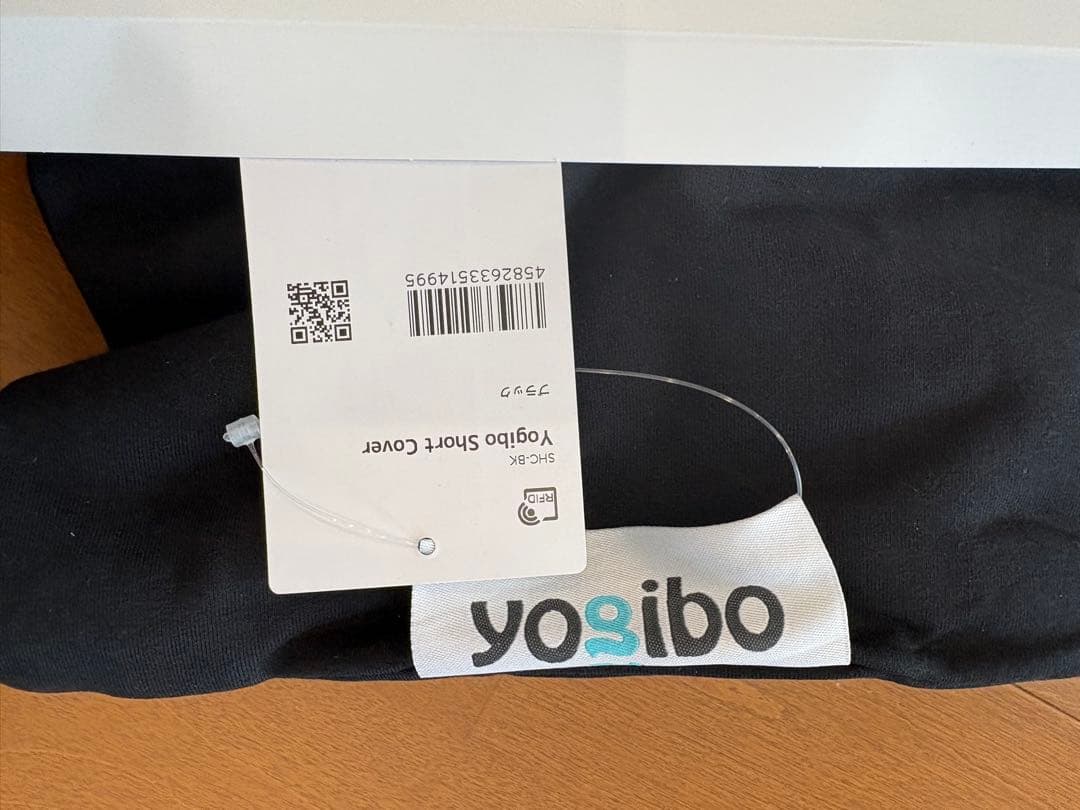 RFID
SHC-BK
Yogibo Short Cover
ブラック
4582633514995
yogibo